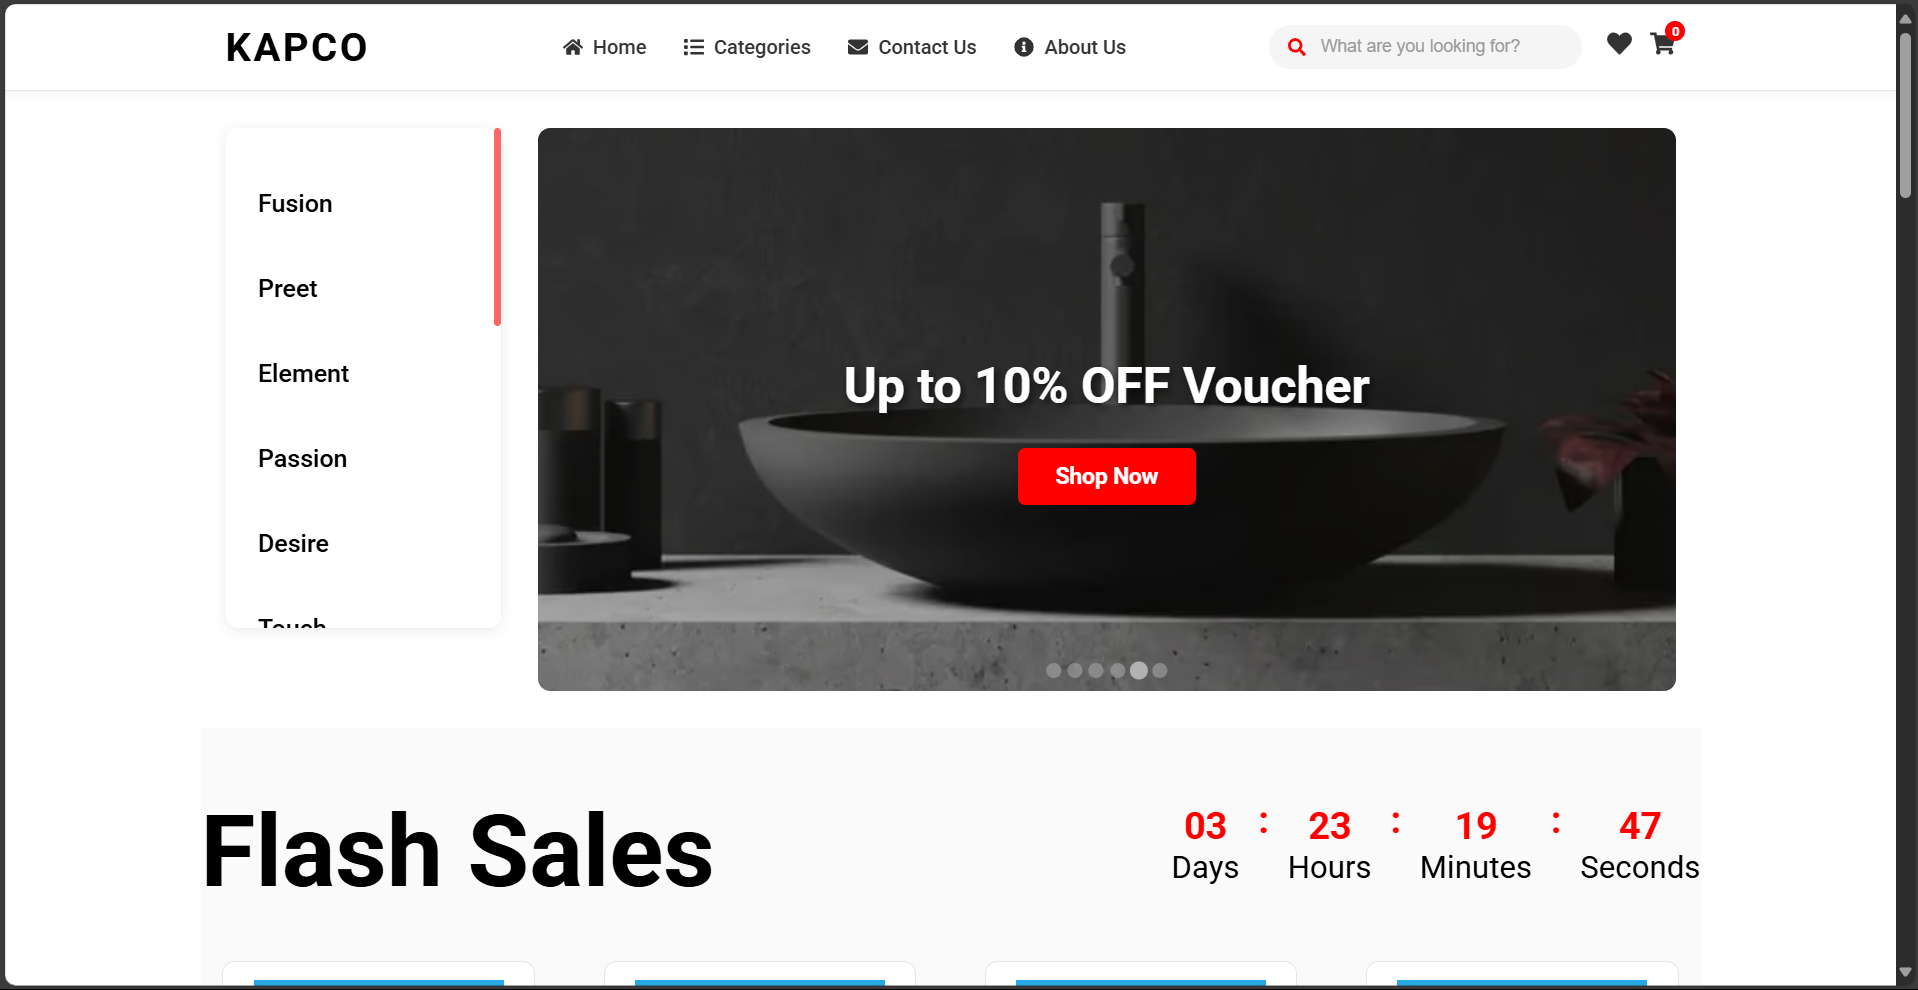 KAPCO
Home
Categories
Contact Us
About Us
What are you looking for?
0
Fusion
Preet
Element
Passion
Desire
Touch
Up to 10% OFF Voucher
Shop Now
Flash Sales
03 : 23 : 19 : 47
Days Hours Minutes Seconds